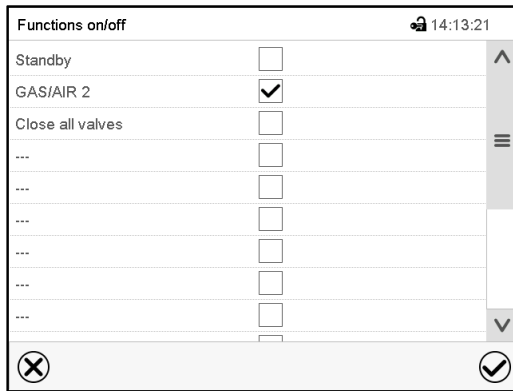 Functions on/off 14:13:21
Standby
GAS/AIR 2
Close all valves
---
---
---
---
---
---